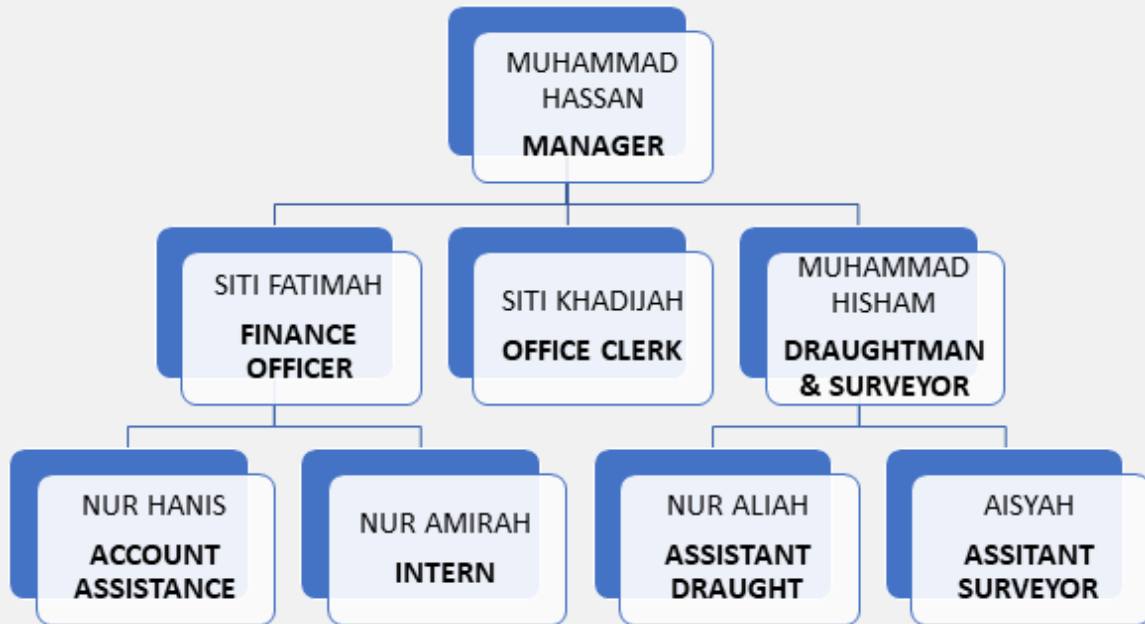 MUHAMMAD
HASSAN
MANAGER
SITI FATIMAH
FINANCE
OFFICER
SITI KHADIJAH
OFFICE CLERK
MUHAMMAD
HISHAM
DRAUGHTMAN
& SURVEYOR
NUR HANIS
ACCOUNT
ASSISTANCE
NUR AMIRAH
INTERN
NUR ALIAH
ASSISTANT
DRAUGHT
AISYAH
ASSITANT
SURVEYOR